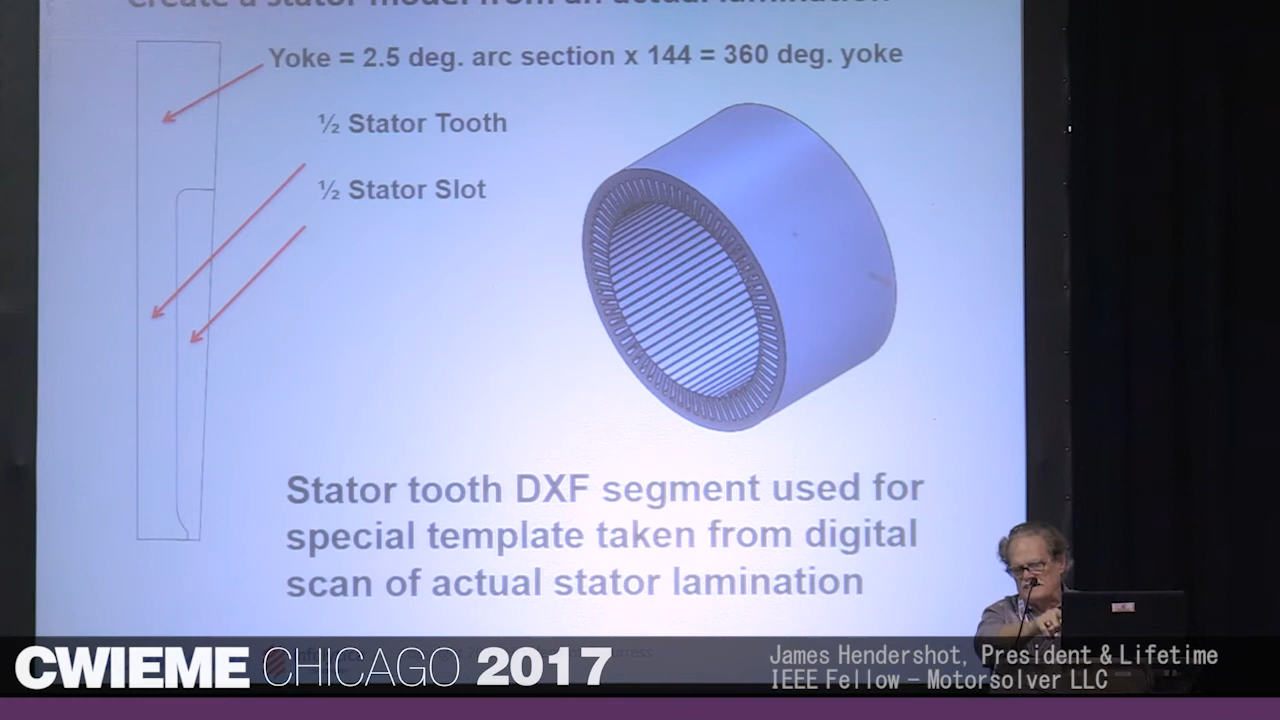 Create a stator model from an actual lamination
Yoke = 2.5 deg. arc section x 144 = 360 deg. yoke
½ Stator Tooth
½ Stator Slot
Stator tooth DXF segment used for
special template taken from digital
scan of actual stator lamination
CWIEME CHICAGO 2017
James Hendershot, President & Lifetime
IEEE Fellow – Motorsolver LLC